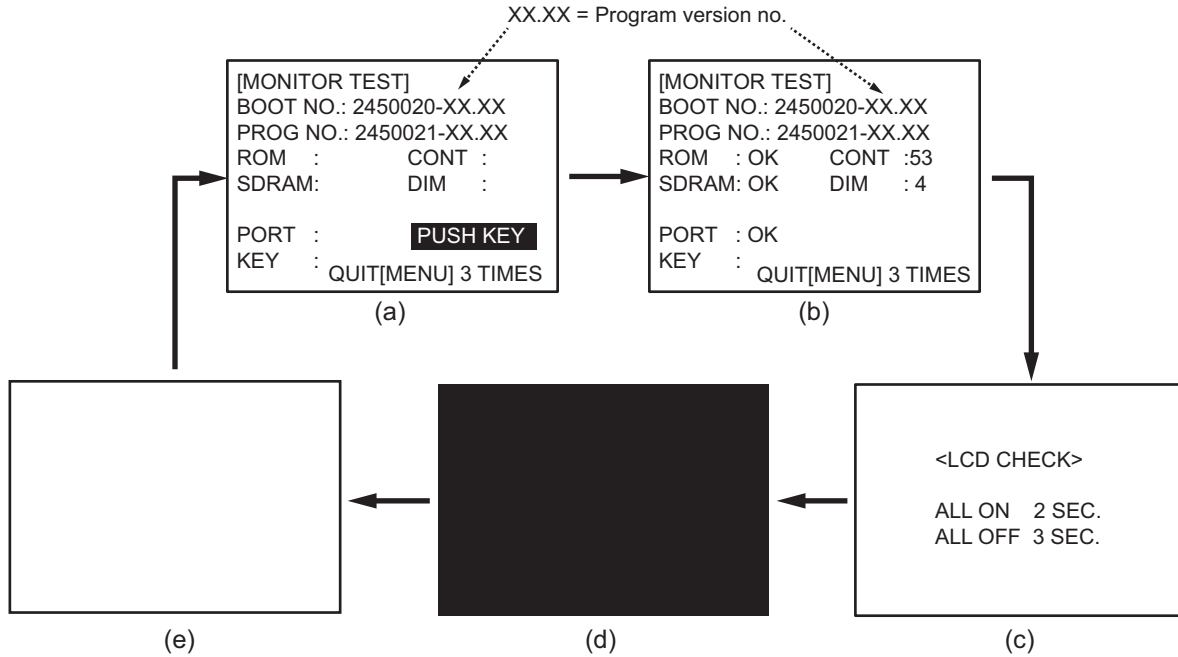 XX.XX = Program version no.
[MONITOR TEST]
BOOT NO.: 2450020-XX.XX
PROG NO.: 2450021-XX.XX
ROM : CONT :
SDRAM: DIM :
PORT : PUSH KEY
KEY :
QUIT[MENU] 3 TIMES
(a)
[MONITOR TEST]
BOOT NO.: 2450020-XX.XX
PROG NO.: 2450021-XX.XX
ROM : OK CONT :53
SDRAM: OK DIM : 4
PORT : OK
KEY :
QUIT[MENU] 3 TIMES
(b)
<LCD CHECK>
ALL ON 2 SEC.
ALL OFF 3 SEC.
(e)
(d)
(c)